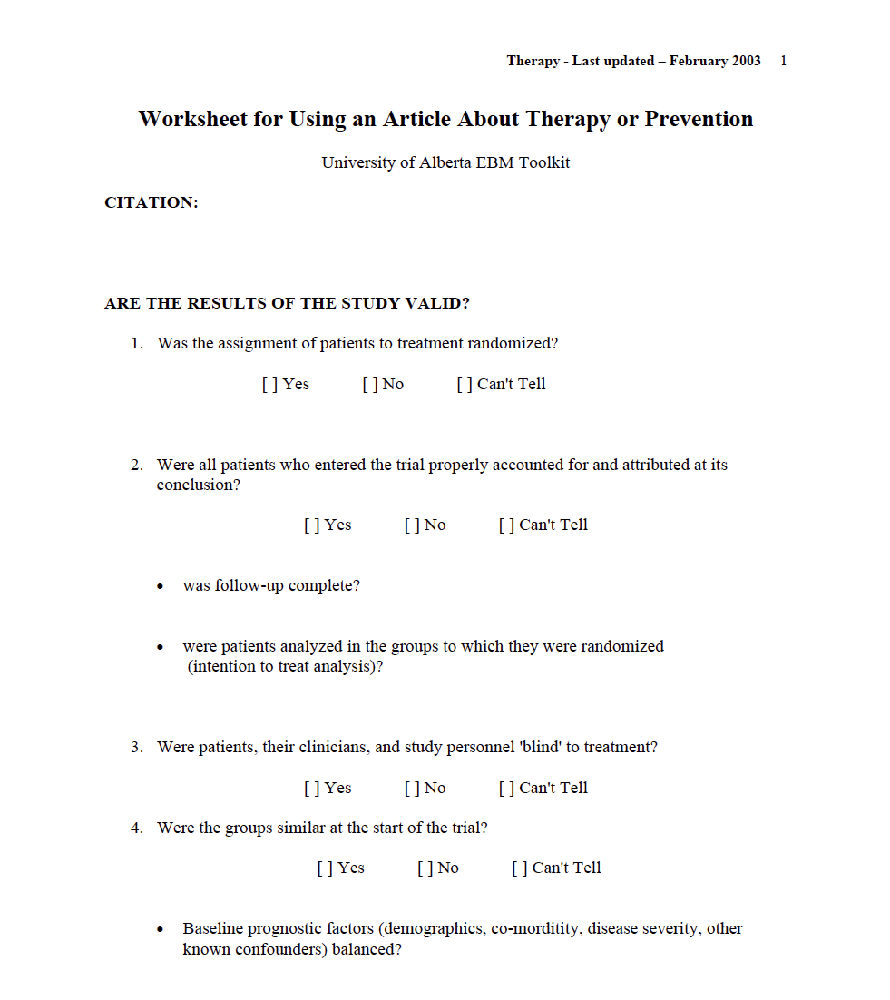 Therapy - Last updated – February 2003 1
Worksheet for Using an Article About Therapy or Prevention
University of Alberta EBM Toolkit
CITATION:
ARE THE RESULTS OF THE STUDY VALID?
1. Was the assignment of patients to treatment randomized?
[ ] Yes [ ] No [ ] Can't Tell
2. Were all patients who entered the trial properly accounted for and attributed at its
conclusion?
[ ] Yes [ ] No [ ] Can't Tell
• was follow-up complete?
• were patients analyzed in the groups to which they were randomized
(intention to treat analysis)?
3. Were patients, their clinicians, and study personnel 'blind' to treatment?
[ ] Yes [ ] No [ ] Can't Tell
4. Were the groups similar at the start of the trial?
[ ] Yes [ ] No [ ] Can't Tell
• Baseline prognostic factors (demographics, co-morditity, disease severity, other
known confounders) balanced?